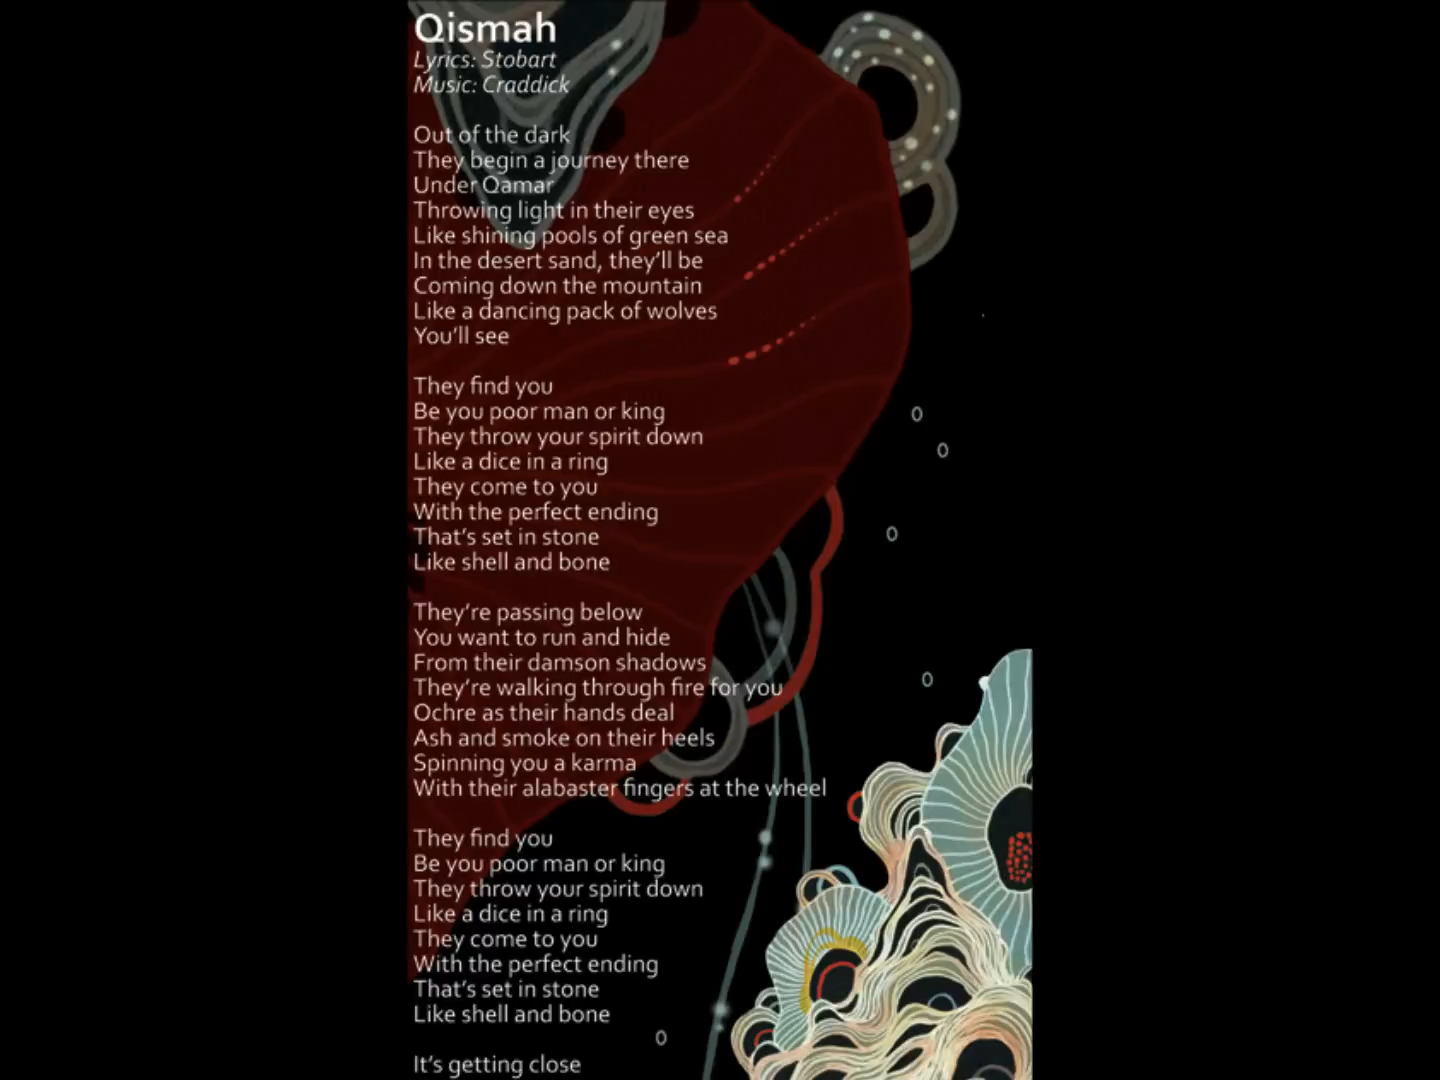 Qismah
Lyrics: Stobart
Music: Craddick
Out of the dark
They begin a journey there
Under Qamar
Throwing light in their eyes
Like shining pools of green sea
In the desert sand, they'll be
Coming down the mountain
Like a dancing pack of wolves
You'll see
They find you
Be you poor man or king
They throw your spirit down
Like a dice in a ring
They come to you
With the perfect ending
That's set in stone
Like shell and bone
They're passing below
You want to run and hide
From their damson shadows
They're walking through fire for you
Ochre as their hands deal
Ash and smoke on their heels
Spinning you a karma
With their alabaster fingers at the wheel
They find you
Be you poor man or king
They throw your spirit down
Like a dice in a ring
They come to you
With the perfect ending
That's set in stone
Like shell and bone
It's getting close